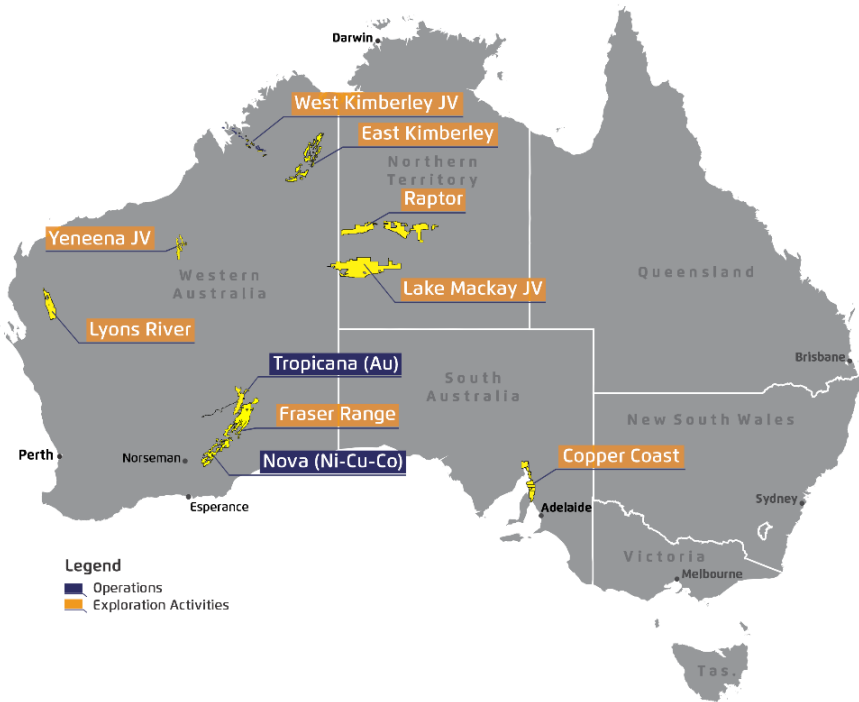 Darwin
West Kimberley JV
East Kimberley
Northern
Territory
Raptor
Yeneena JV
Western
Australia
Queensland
Lake Mackay JV
Lyons River
Tropicana (Au)
Brisbane
South
Australia
Fraser Range
New South Wales
Perth
Norseman
Nova (Ni-Cu-Co)
Copper Coast
Esperance
Adelaide
Sydney
Victoria
Melbourne
Legend
Operations
Exploration Activities
Tas.